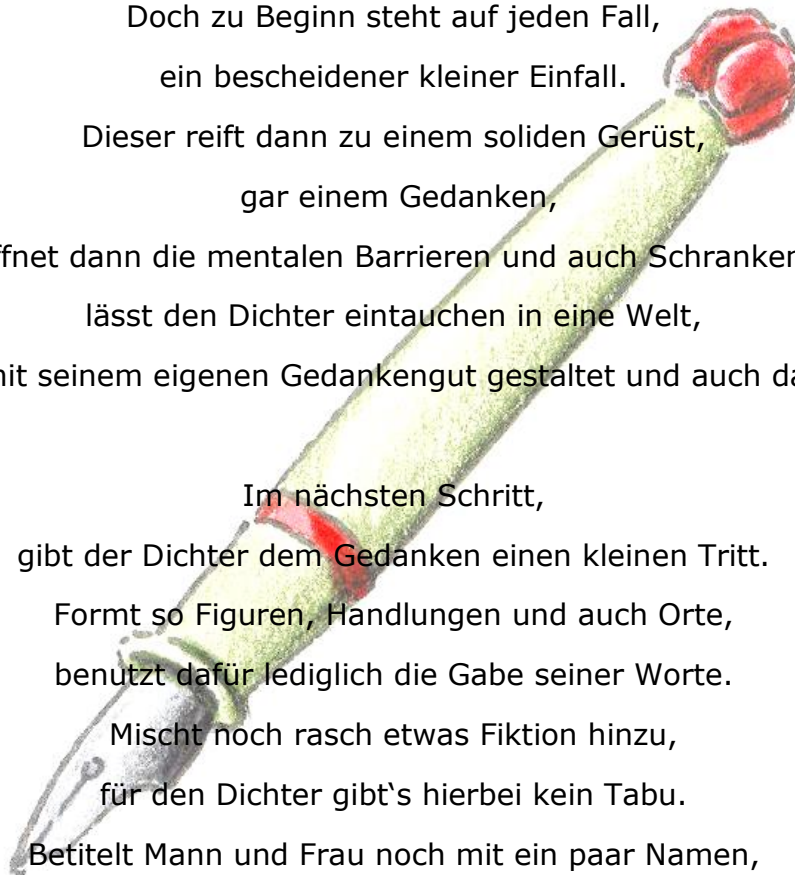 Doch zu Beginn steht auf jeden Fall,
ein bescheidener kleiner Einfall.
Dieser reift dann zu einem soliden Gerüst,
gar einem Gedanken,
dann die mentalen Barrieren und auch
lässt den Dichter eintauchen in eine Welt,
seinem eigenen Gedankengut gestaltet und auch
Im nächsten Schritt,
gibt der Dichter dem Gedanken einen kleinen Tritt.
Formt so Figuren, Handlungen und auch Orte,
benutzt dafür lediglich die Gabe seiner Worte.
Mischt noch rasch etwas Fiktion hinzu,
für den Dichter gibt‘s hierbei kein Tabu.
Betitelt Mann und Frau noch mit ein paar Namen,